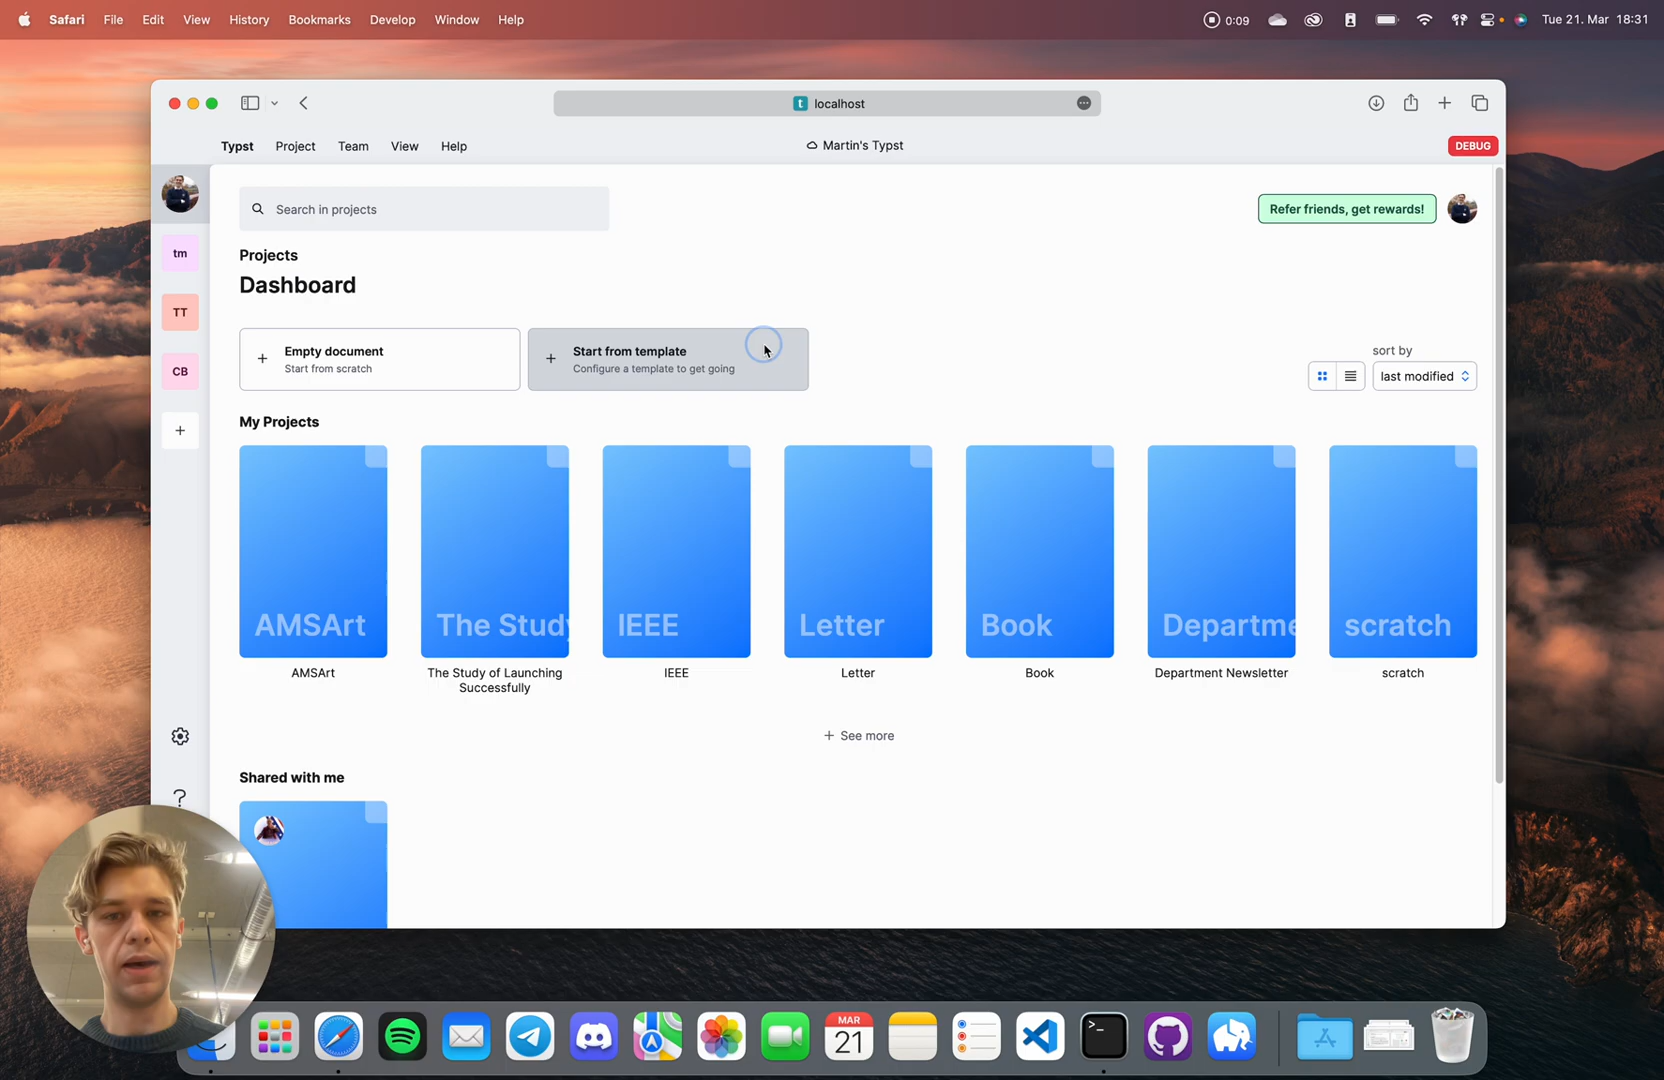 Safari File Edit View History Bookmarks Develop Window Help 0:09 Tue 21. Mar 18:31
t localhost
Typst Project Team View Help Martin's Typst DEBUG
Search in projects Refer friends, get rewards!
tm
Projects
Dashboard
TT
Empty document
Start from scratch
Start from template
Configure a template to get going
sort by
last modified
CB
My Projects
AMSArt The Study IEEE Letter Book Departme scratch
AMSArt The Study of Launching IEEE Letter Book Department Newsletter scratch
Successfully
See more
Shared with me
MAR
21